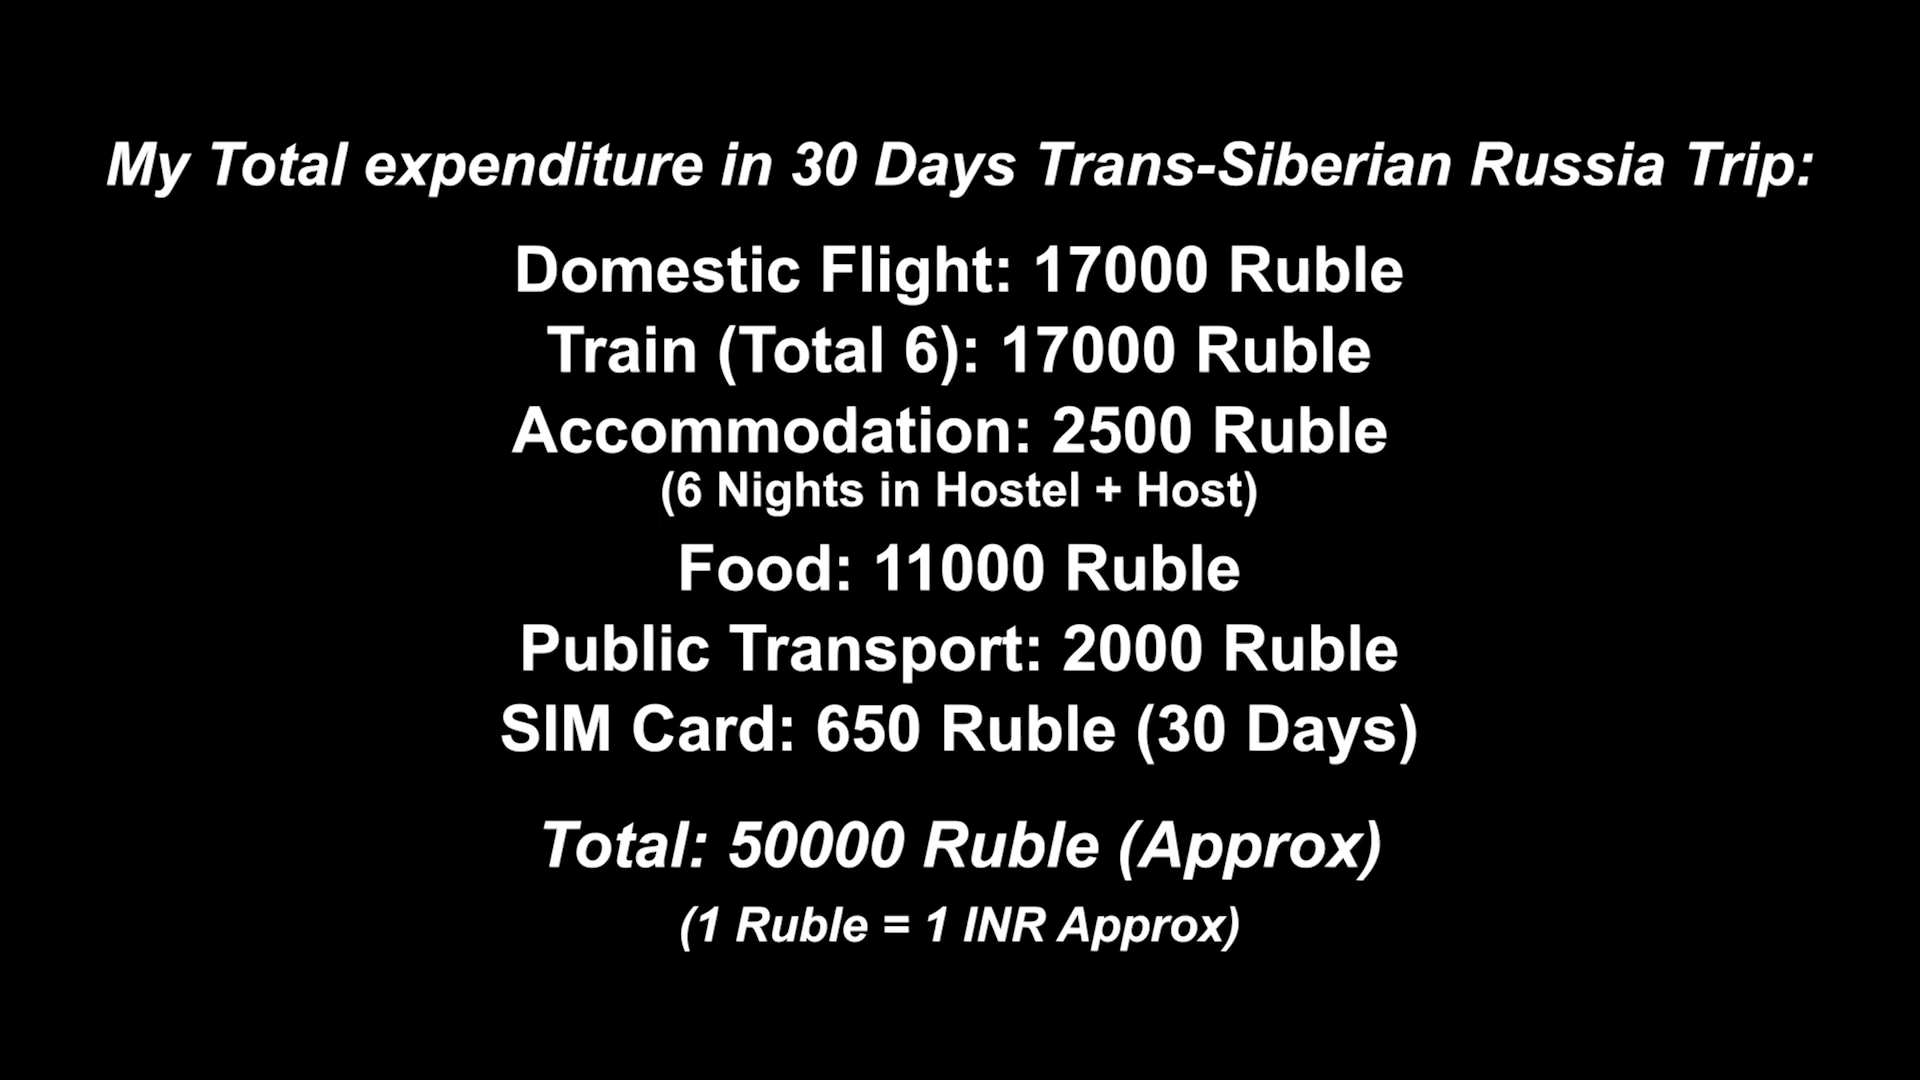 My Total expenditure in 30 Days Trans-Siberian Russia Trip:
Domestic Flight: 17000 Ruble
Train (Total 6): 17000 Ruble
Accommodation: 2500 Ruble
(6 Nights in Hostel + Host)
Food: 11000 Ruble
Public Transport: 2000 Ruble
SIM Card: 650 Ruble (30 Days)
Total: 50000 Ruble (Approx)
(1 Ruble = 1 INR Approx)